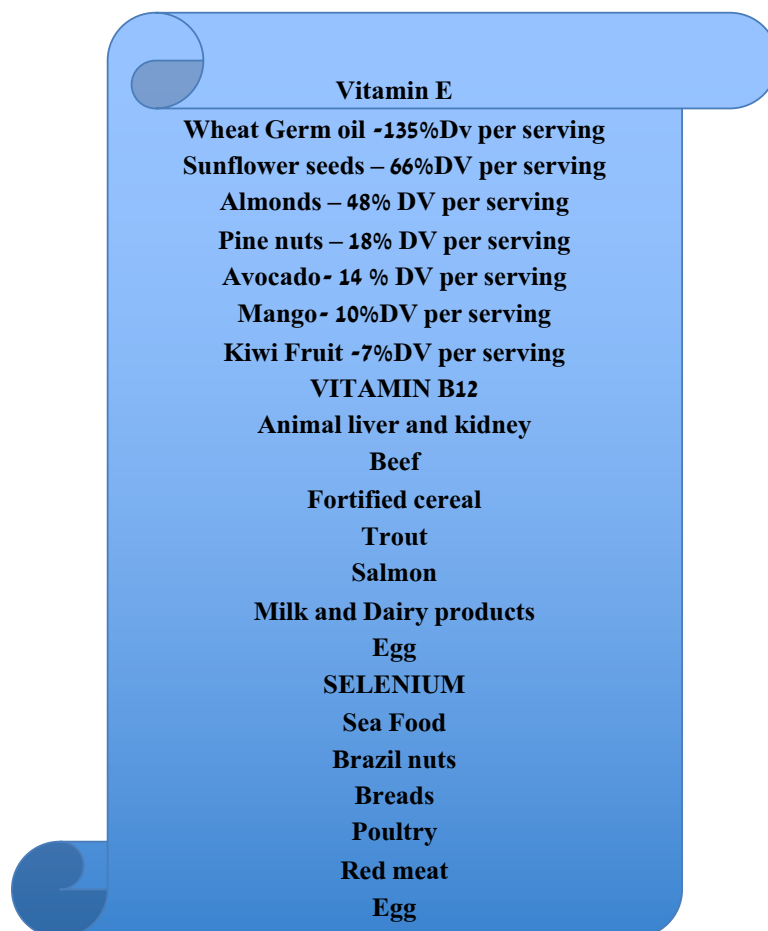 Vitamin E
Wheat Germ oil -135%Dv per serving
Sunflower seeds – 66%DV per serving
Almonds – 48% DV per serving
Pine nuts – 18% DV per serving
Avocado- 14 % DV per serving
Mango- 10%DV per serving
Kiwi Fruit -7%DV per serving
VITAMIN B12
Animal liver and kidney
Beef
Fortified cereal
Trout
Salmon
Milk and Dairy products
Egg
SELENIUM
Sea Food
Brazil nuts
Breads
Poultry
Red meat
Egg